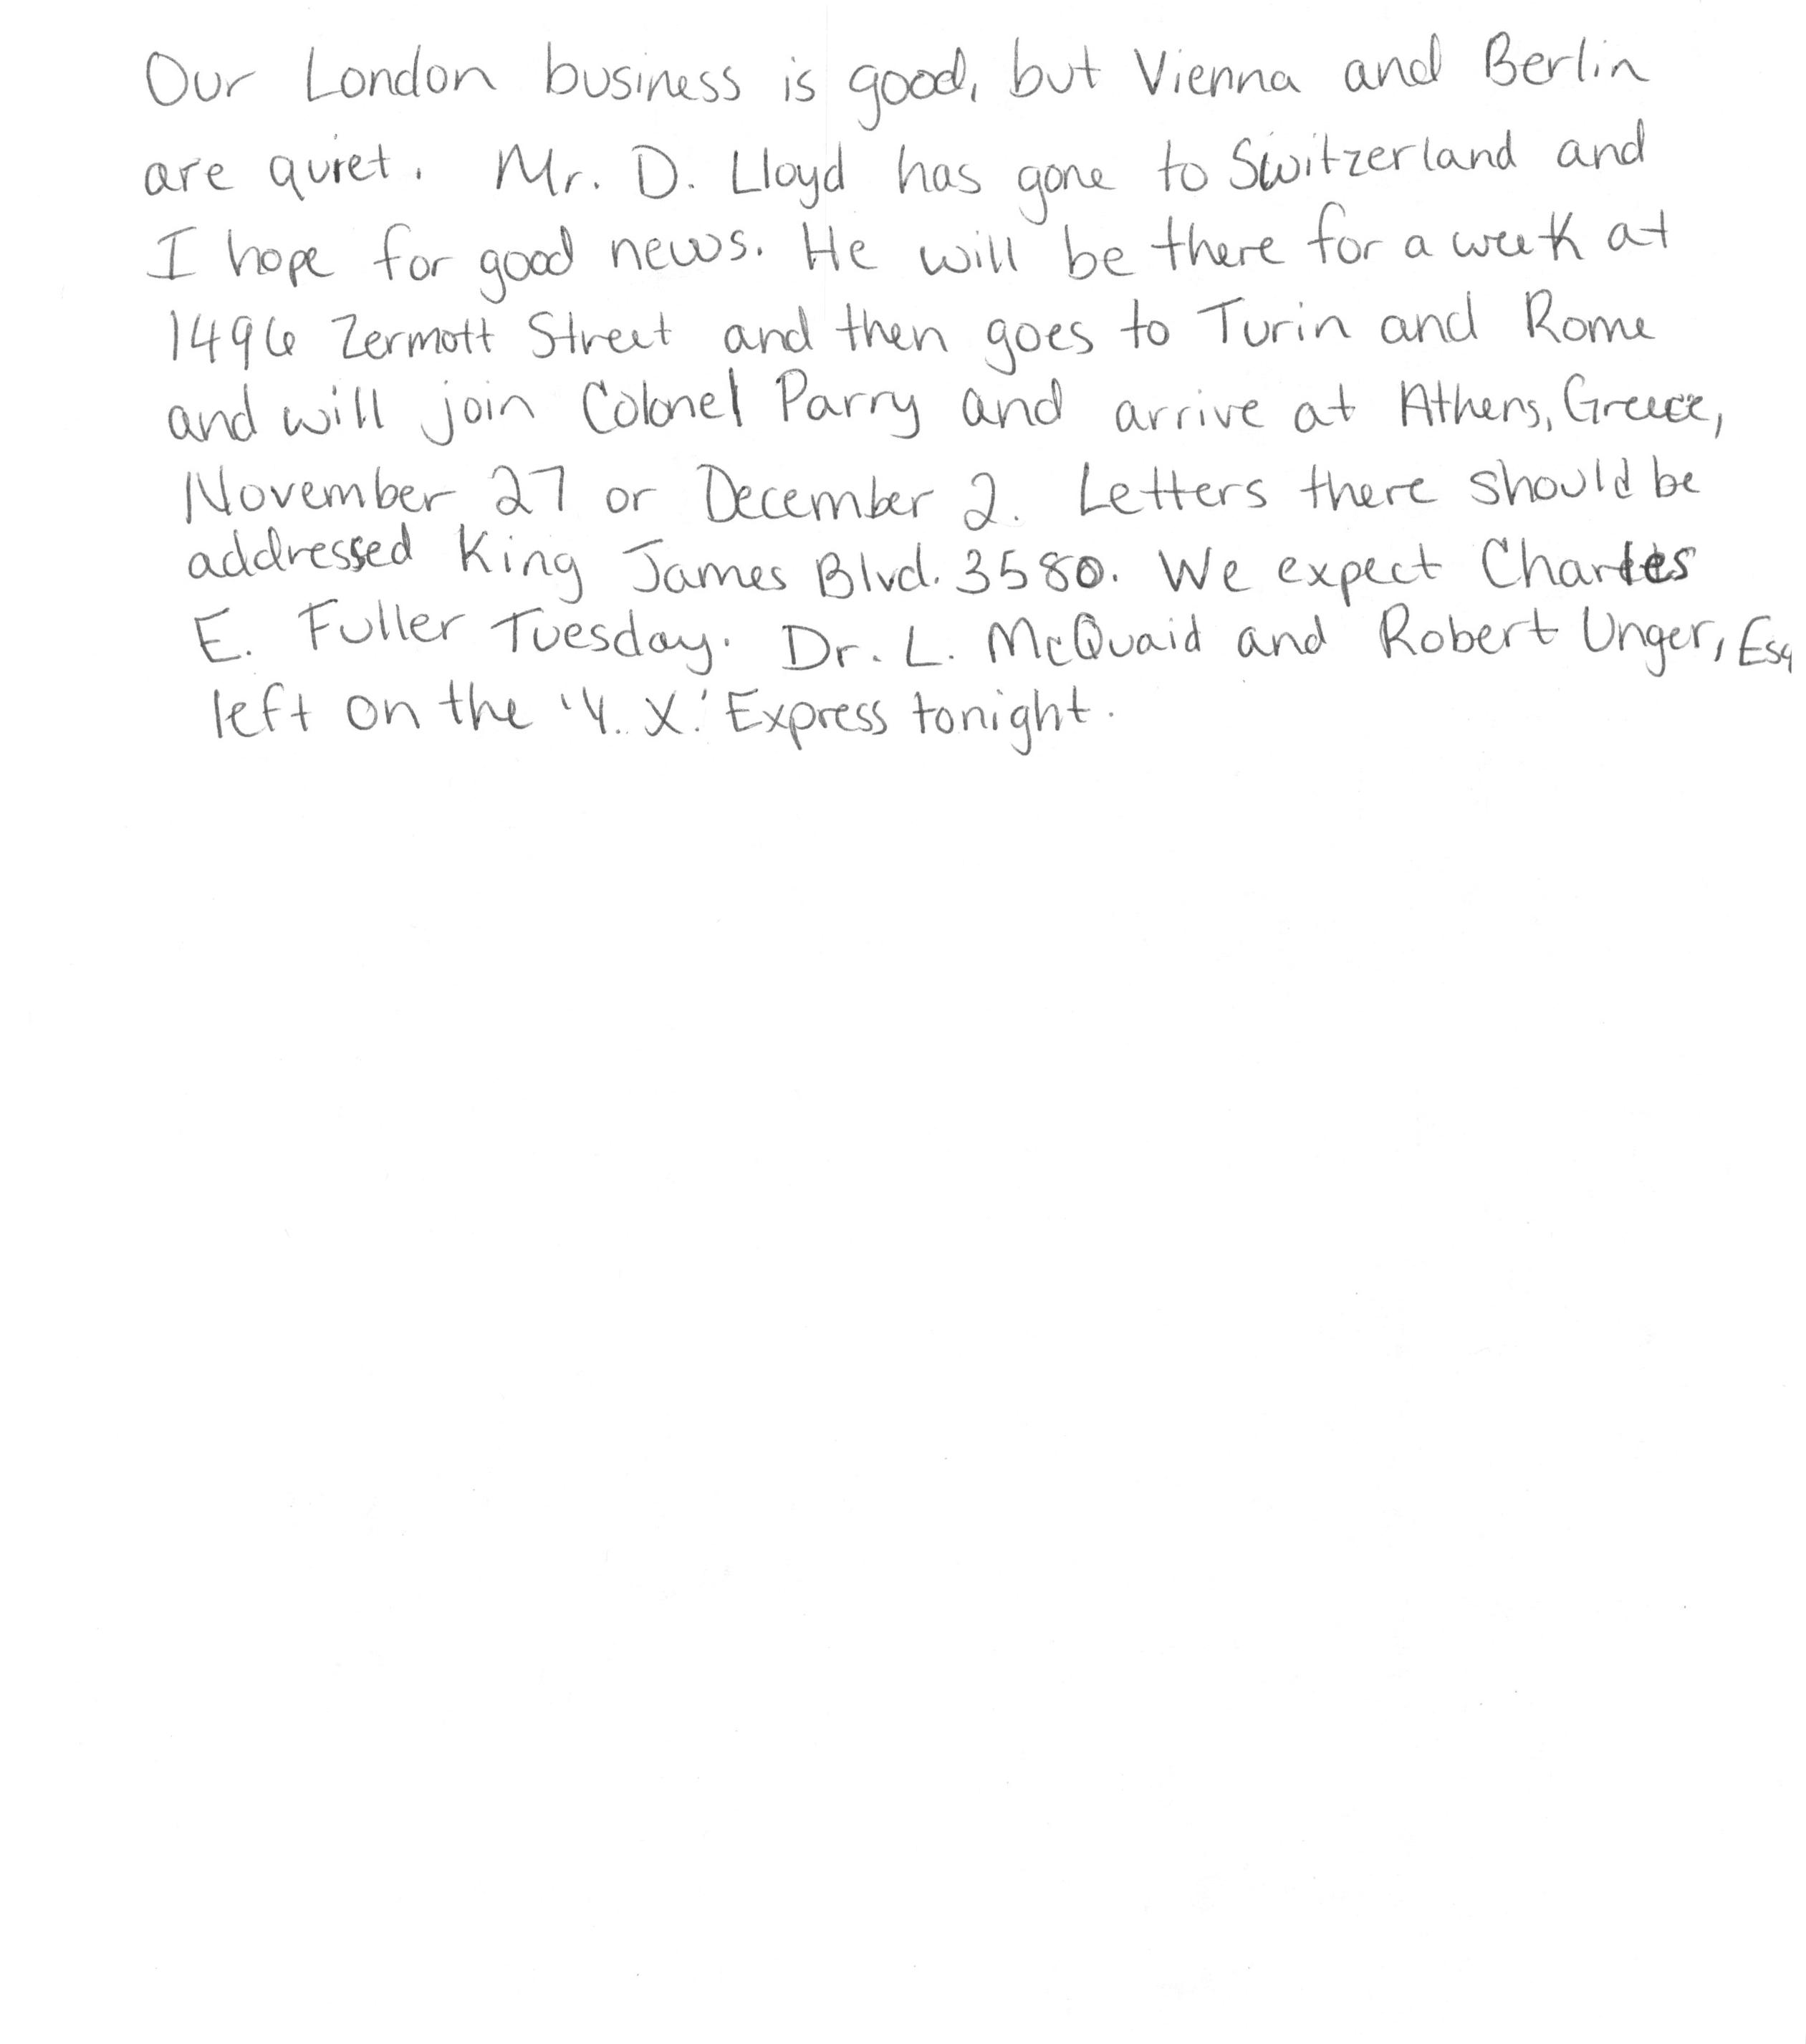 Our London business is good, but Vienna and Berlin
are quiet. Mr. D. Lloyd has gone to Switzerland and
I hope for good news. He will be there for a week at
1496 Zermott Street and then goes to Turin and Rome
and will join Colonel Parry and arrive at Athens, Greece,
November 27 or December 2. Letters there should be
addressed King James Blvd. 3580. We expect Charles
E. Fuller Tuesday. Dr. L. McQuaid and Robert Unger, Esq
left on the 'Y. X.' Express tonight.